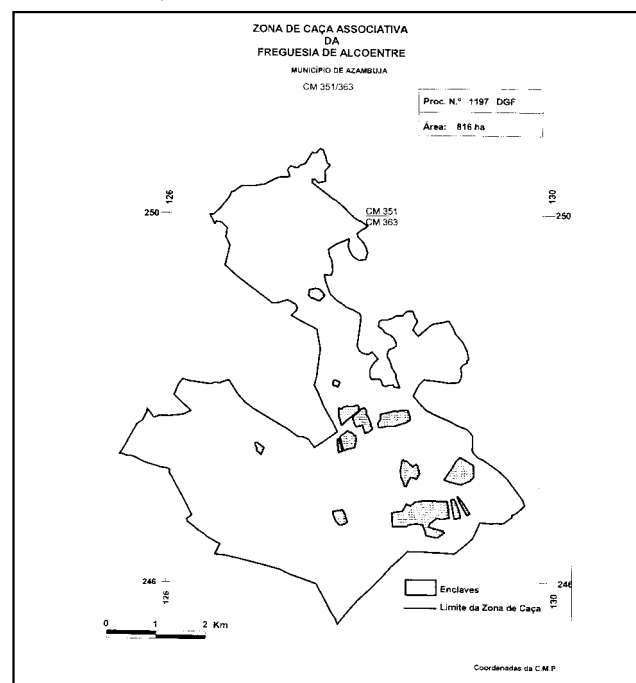 ZONA DE CAÇA ASSOCIATIVA
DA
FREGUESIA DE ALCOENTRE
MUNICÍPIO DE AZAMBUJA
CM 351/363
Proc. N.º 1197 DGF
Área: 816 ha
126
130
250
CM 351
CM 363
250
246
126
246
130
Enclaves
Limite da Zona de Caça
0 1 2 Km
Coordenadas da C.M.P.